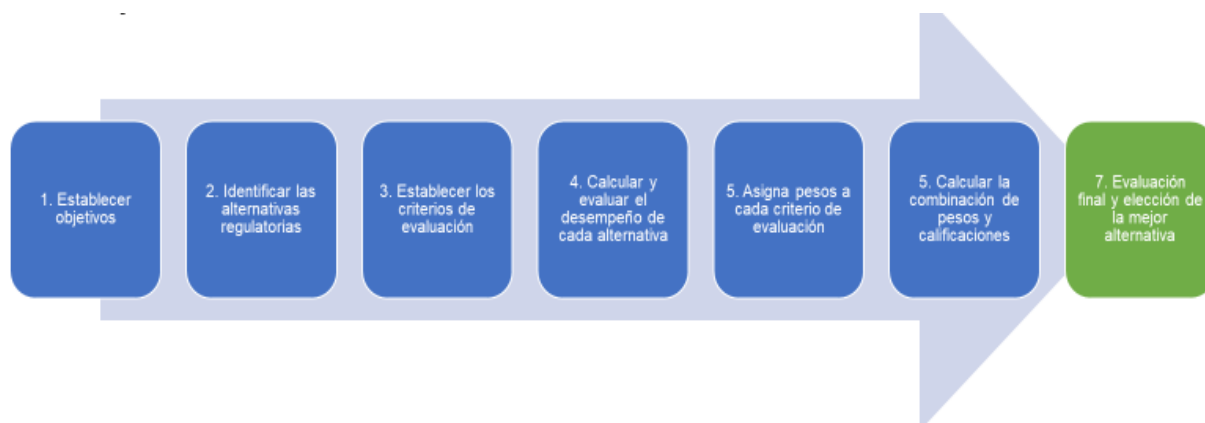 1. Establecer
objetivos
2. Identificar las
alternativas
regulatorias
3. Establecer los
criterios de
evaluación
4. Calcular y
evaluar el
desempeño de
cada alternativa
5. Asigna pesos a
cada criterio de
evaluación
5. Calcular la
combinación de
pesos y
calificaciones
7. Evaluación
final y elección de
la mejor
alternativa